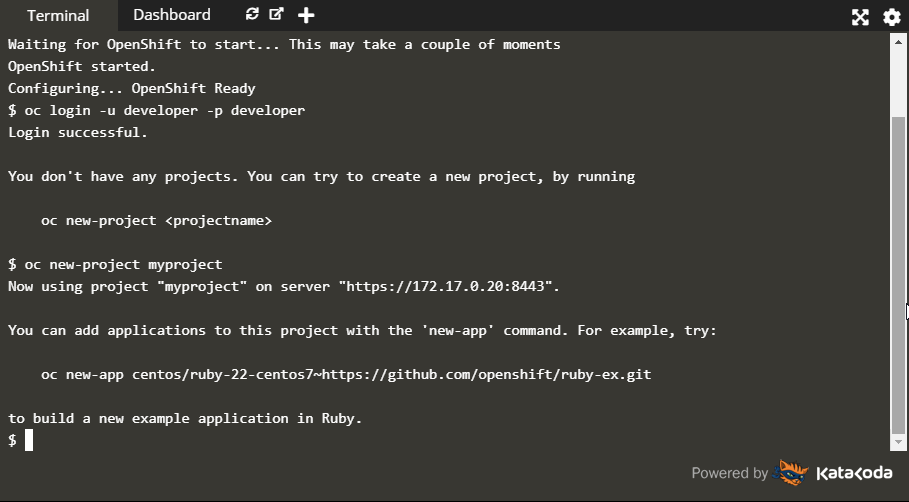 Terminal Dashboard
Waiting for OpenShift to start... This may take a couple of moments
OpenShift started.
Configuring... OpenShift Ready
$ oc login -u developer -p developer
Login successful.
You don't have any projects. You can try to create a new project, by running
oc new-project <projectname>
$ oc new-project myproject
Now using project "myproject" on server "https://172.17.0.20:8443".
You can add applications to this project with the 'new-app' command. For example, try:
oc new-app centos/ruby-22-centos7~https://github.com/openshift/ruby-ex.git
to build a new example application in Ruby.
$
Powered by KataKoda